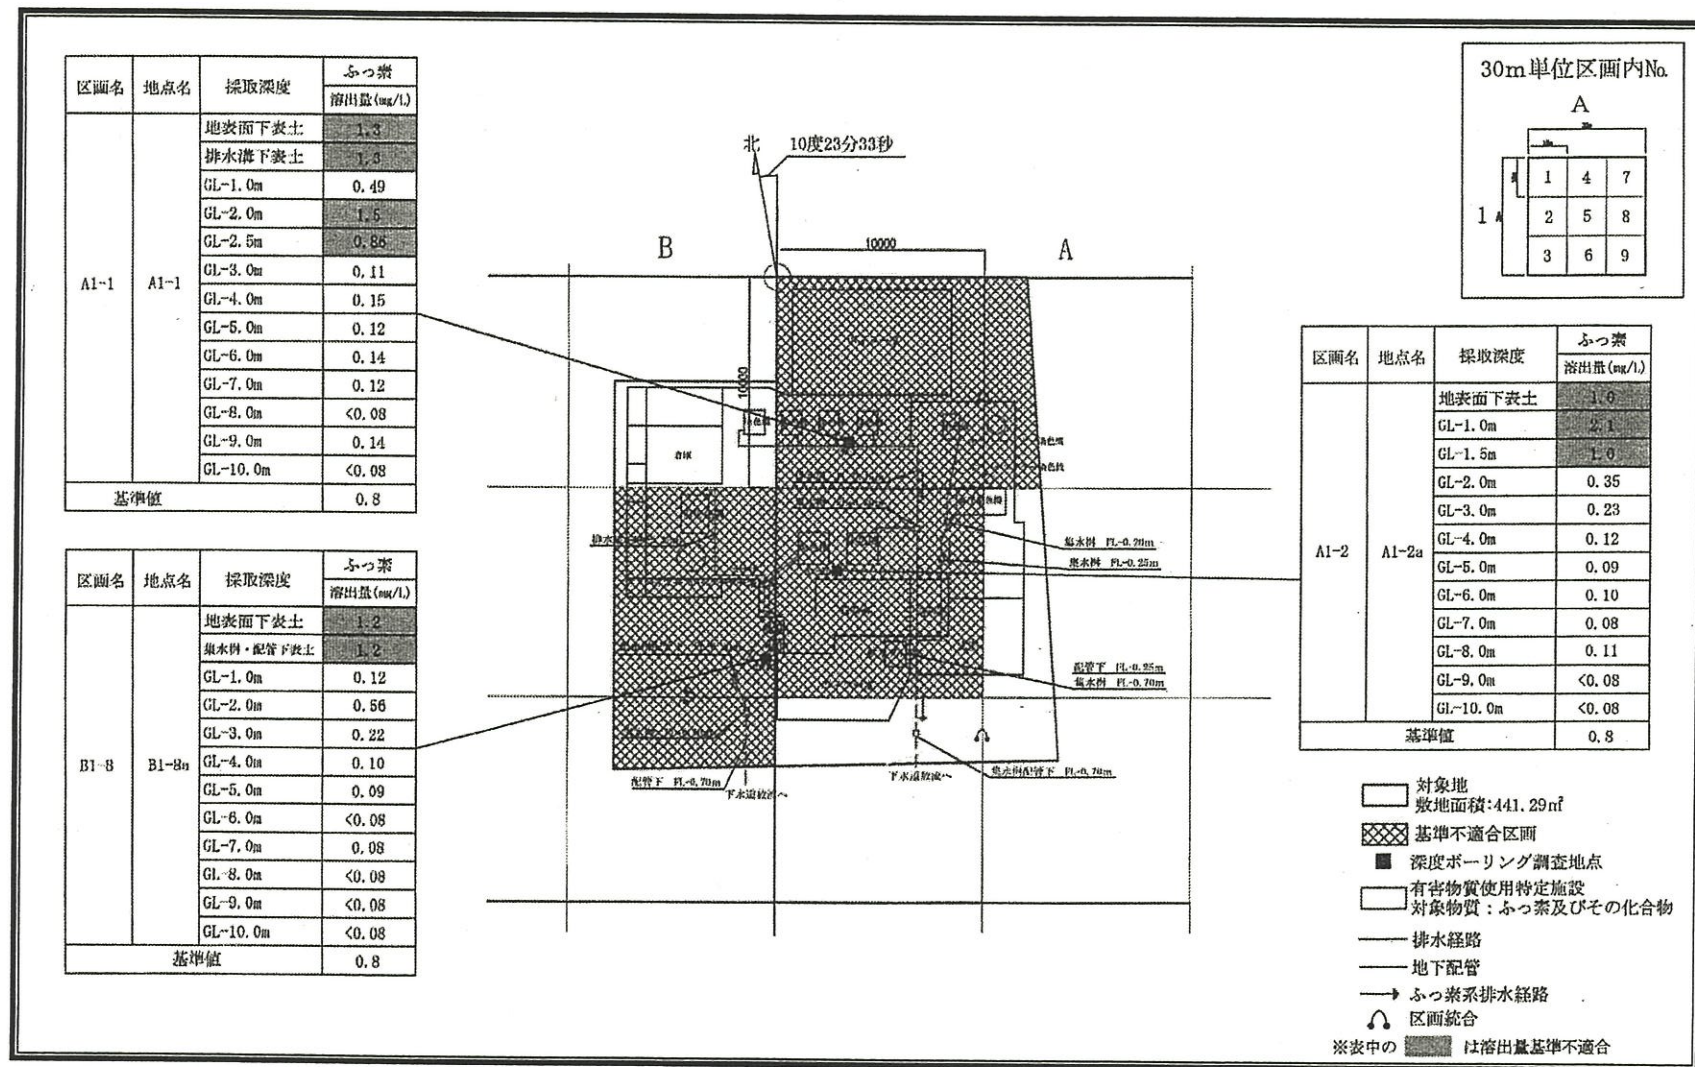 区画名 地点名 採取深度 ふっ素
溶出量(mg/L)
A1-1 A1-1 地表面下表土 1.3
排水溝下表土 1.3
GL-1.0m 0.49
GL-2.0m 1.5
GL-2.5m 0.86
GL-3.0m 0.11
GL-4.0m 0.15
GL-5.0m 0.12
GL-6.0m 0.14
GL-7.0m 0.12
GL-8.0m <0.08
GL-9.0m 0.14
GL-10.0m <0.08
基準値 0.8
区画名 地点名 採取深度 ふっ素
溶出量(mg/L)
B1-8 B1-8a 地表面下表土 1.2
集水桝・配管下表土 1.2
GL-1.0m 0.12
GL-2.0m 0.56
GL-3.0m 0.22
GL-4.0m 0.10
GL-5.0m 0.09
GL-6.0m <0.08
GL-7.0m 0.08
GL-8.0m <0.08
GL-9.0m <0.08
GL-10.0m <0.08
基準値 0.8
北 10度23分33秒
B
10000
A
10000
倉庫
集水桝 FL-0.20m
集水桝 FL-0.25m
配管下 FL-0.25m
集水桝 FL-0.70m
集水桝配管下 FL-0.70m
配管下 FL-0.70m
下水道放流へ
下水道放流へ
30m単位区画内No.
A
1
1 4 7
2 5 8
3 6 9
区画名 地点名 採取深度 ふっ素
溶出量(mg/L)
A1-2 A1-2a 地表面下表土 1.0
GL-1.0m 2.1
GL-1.5m 1.0
GL-2.0m 0.35
GL-3.0m 0.23
GL-4.0m 0.12
GL-5.0m 0.09
GL-6.0m 0.10
GL-7.0m 0.08
GL-8.0m 0.11
GL-9.0m <0.08
GL-10.0m <0.08
基準値 0.8
対象地
敷地面積:441.29㎡
基準不適合区画
深度ボーリング調査地点
有害物質使用特定施設
対象物質：ふっ素及びその化合物
排水経路
地下配管
ふっ素系排水経路
区画統合
※表中の は溶出量基準不適合